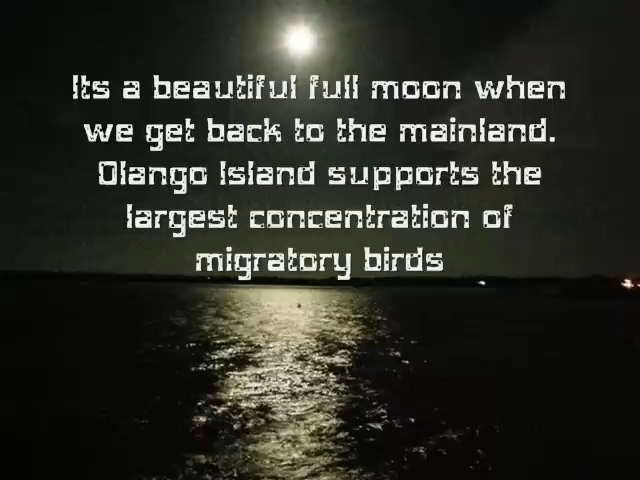 Its a beautiful full moon when
we get back to the mainland.
Olango Island supports the
largest concentration of
migratory birds